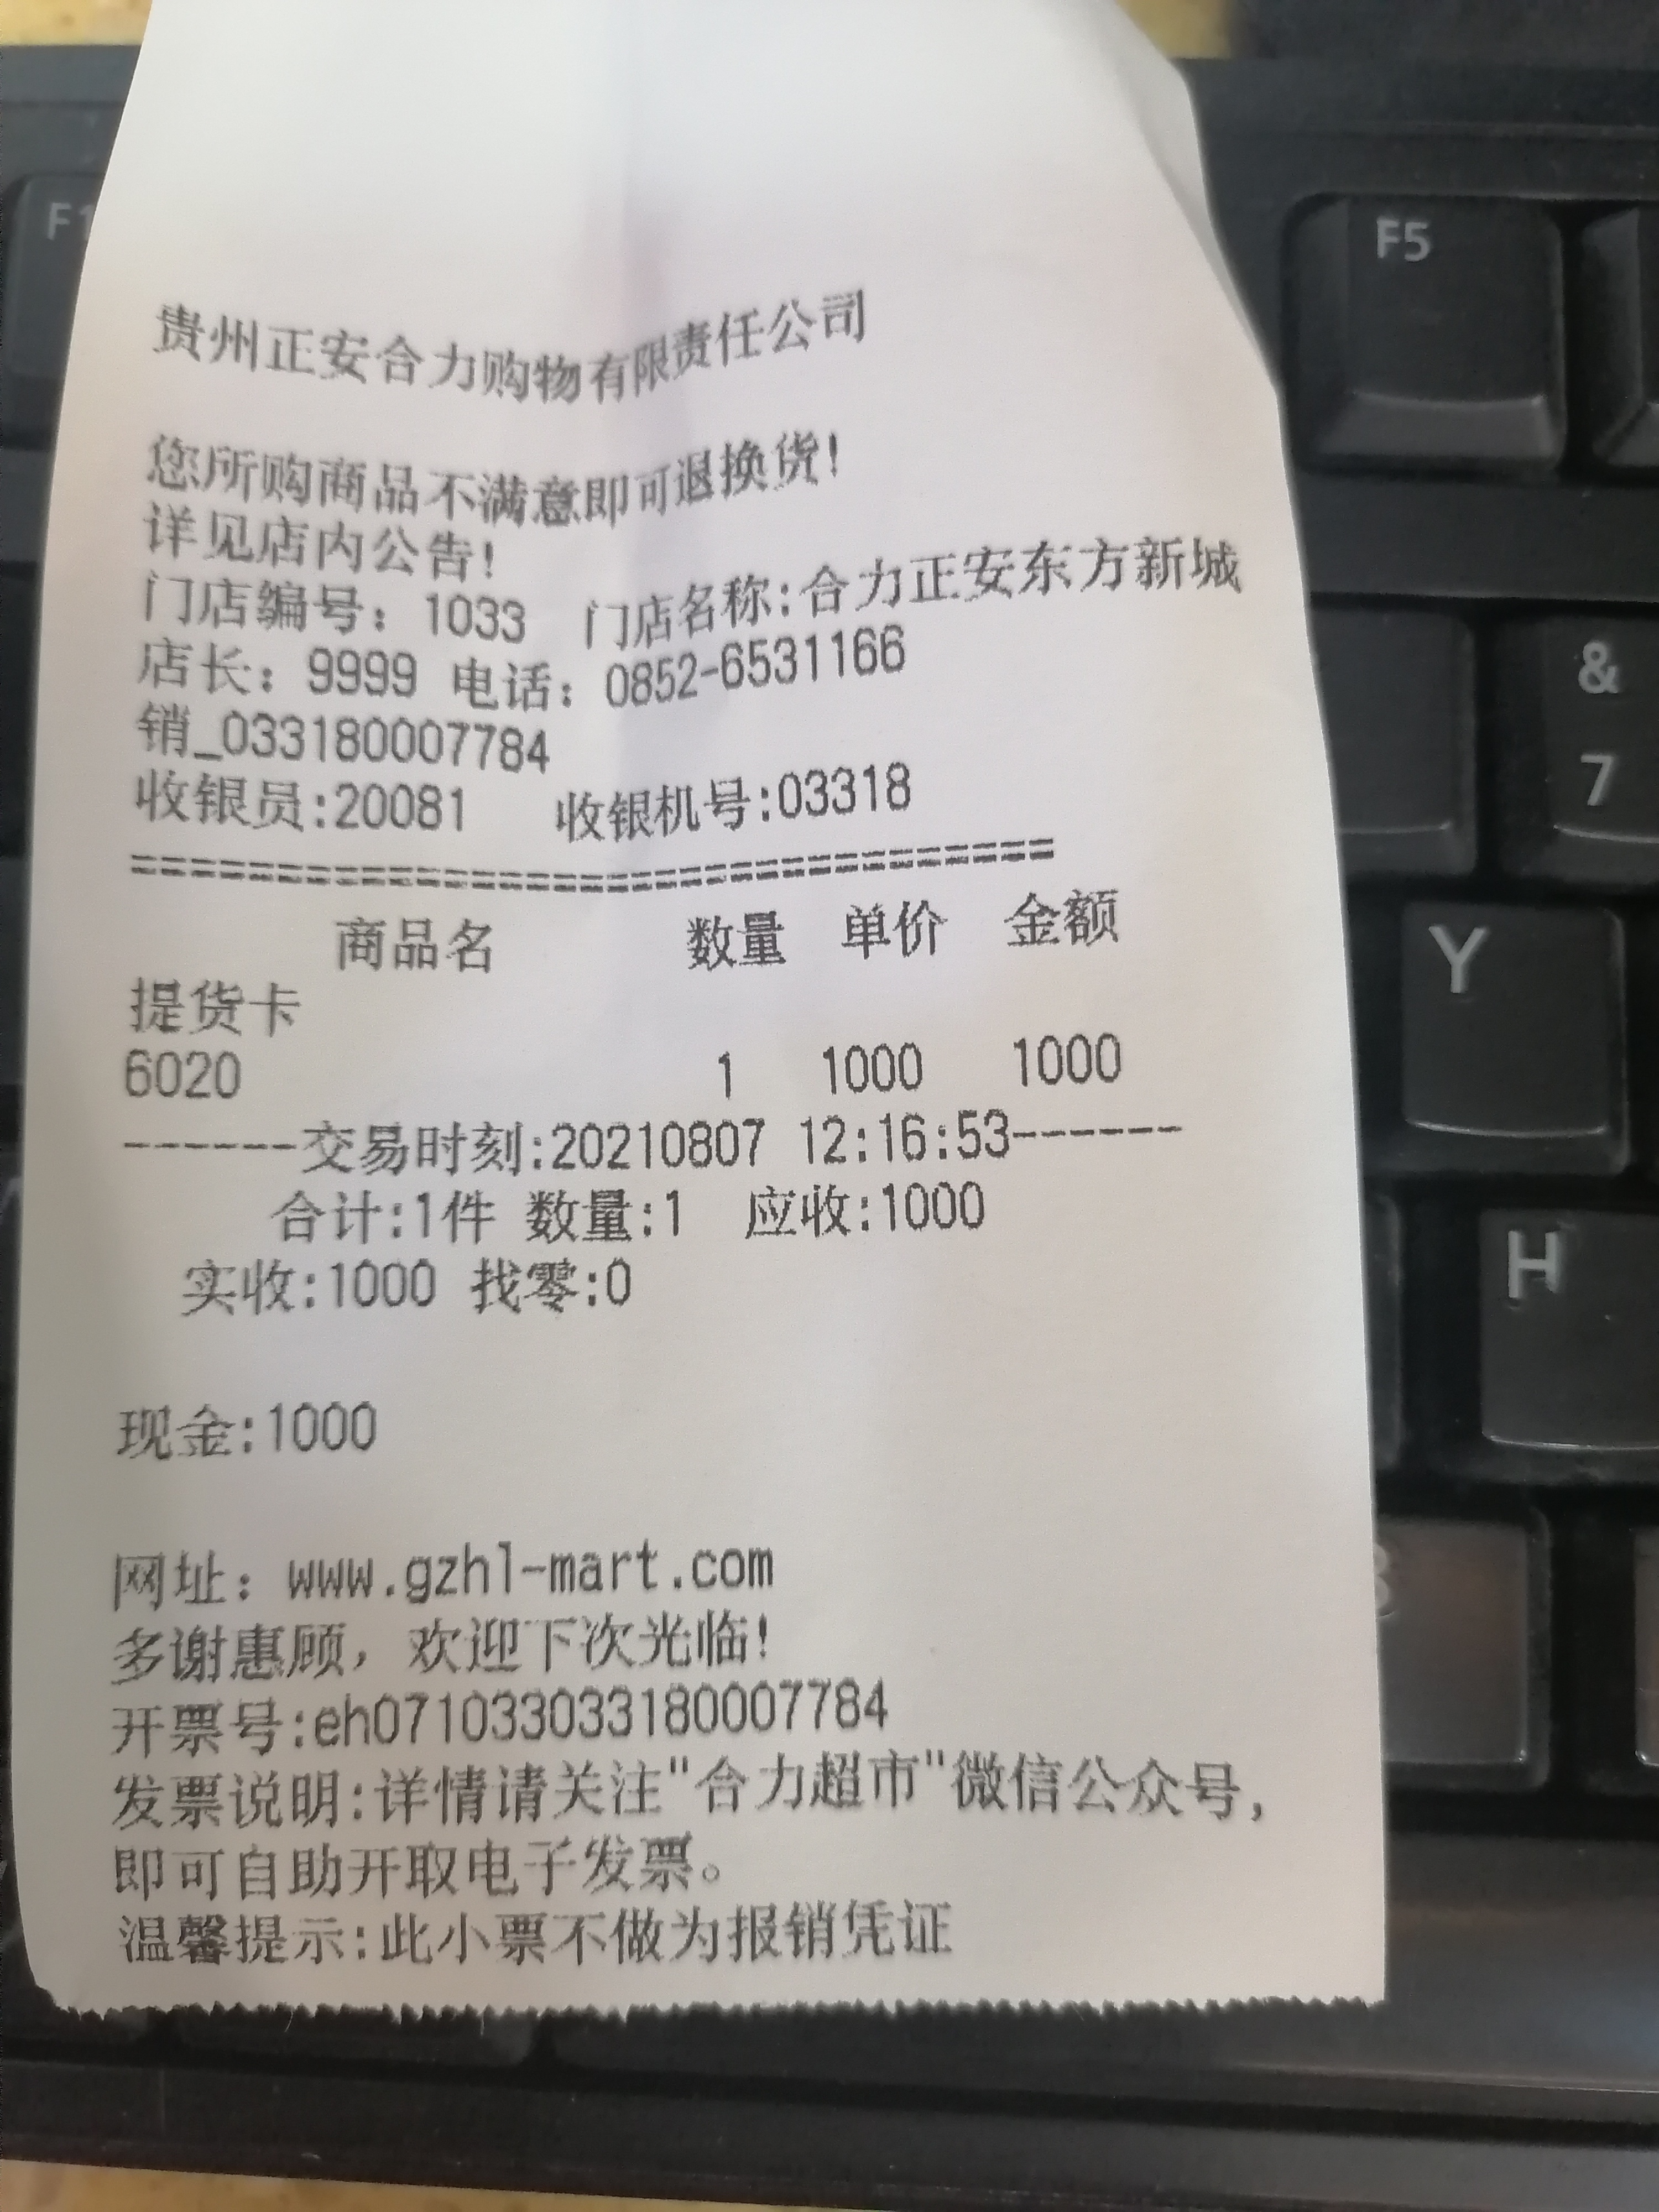 贵州正安合力购物有限责任公司
您所购商品不满意即可退换货!
详见店内公告!
门店编号: 1033 门店名称:合力正安东方新城
店长: 9999 电话: 0852-6531166
销_033180007784
收银员:20081 收银机号:03318
=================================
商品名 数量 单价 金额
提货卡
6020 1 1000 1000
------交易时刻:20210807 12:16:53------
合计:1件 数量:1 应收:1000
实收:1000 找零:0
现金:1000
网址: www.gzhl-mart.com
多谢惠顾, 欢迎下次光临!
开票号:eh071033033180007784
发票说明:详情请关注"合力超市"微信公众号,
即可自助开取电子发票。
温馨提示:此小票不做为报销凭证
F5
&
7
Y
H